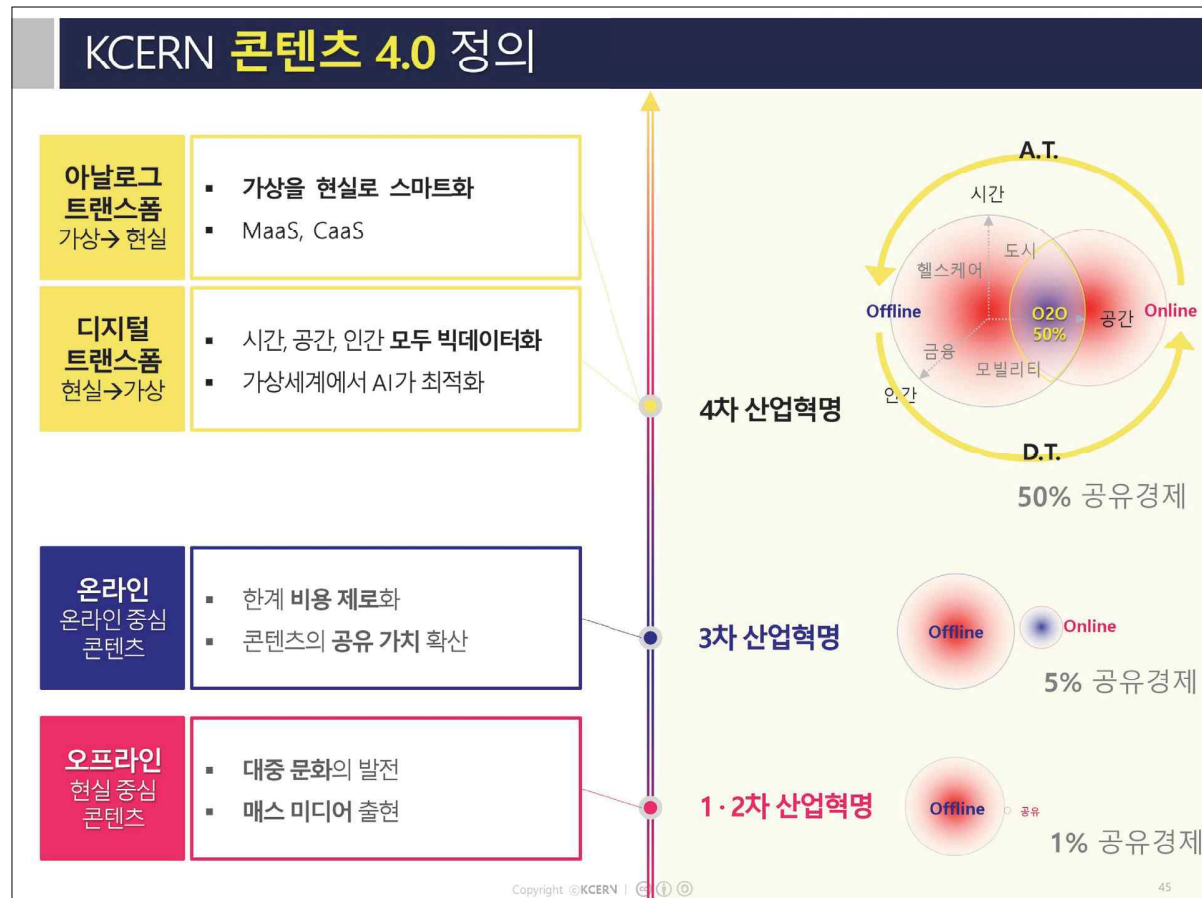 KCERN 콘텐츠 4.0 정의
아날로그
트랜스폼
가상→ 현실
▪ 가상을 현실로 스마트화
▪ MaaS, CaaS
디지털
트랜스폼
현실→가상
▪ 시간, 공간, 인간 모두 빅데이터화
▪ 가상세계에서 AI가 최적화
A.T.
시간
도시
헬스케어
Offline
O2O
50%
공간
Online
금융
모빌리티
인간
D.T.
4차 산업혁명
50% 공유경제
온라인
온라인 중심
콘텐츠
▪ 한계 비용 제로화
▪ 콘텐츠의 공유 가치 확산
3차 산업혁명
Offline
Online
5% 공유경제
오프라인
현실 중심
콘텐츠
▪ 대중 문화의 발전
▪ 매스 미디어 출현
1 · 2차 산업혁명
Offline
공유
1% 공유경제
Copyright ⓒKCERN |
45